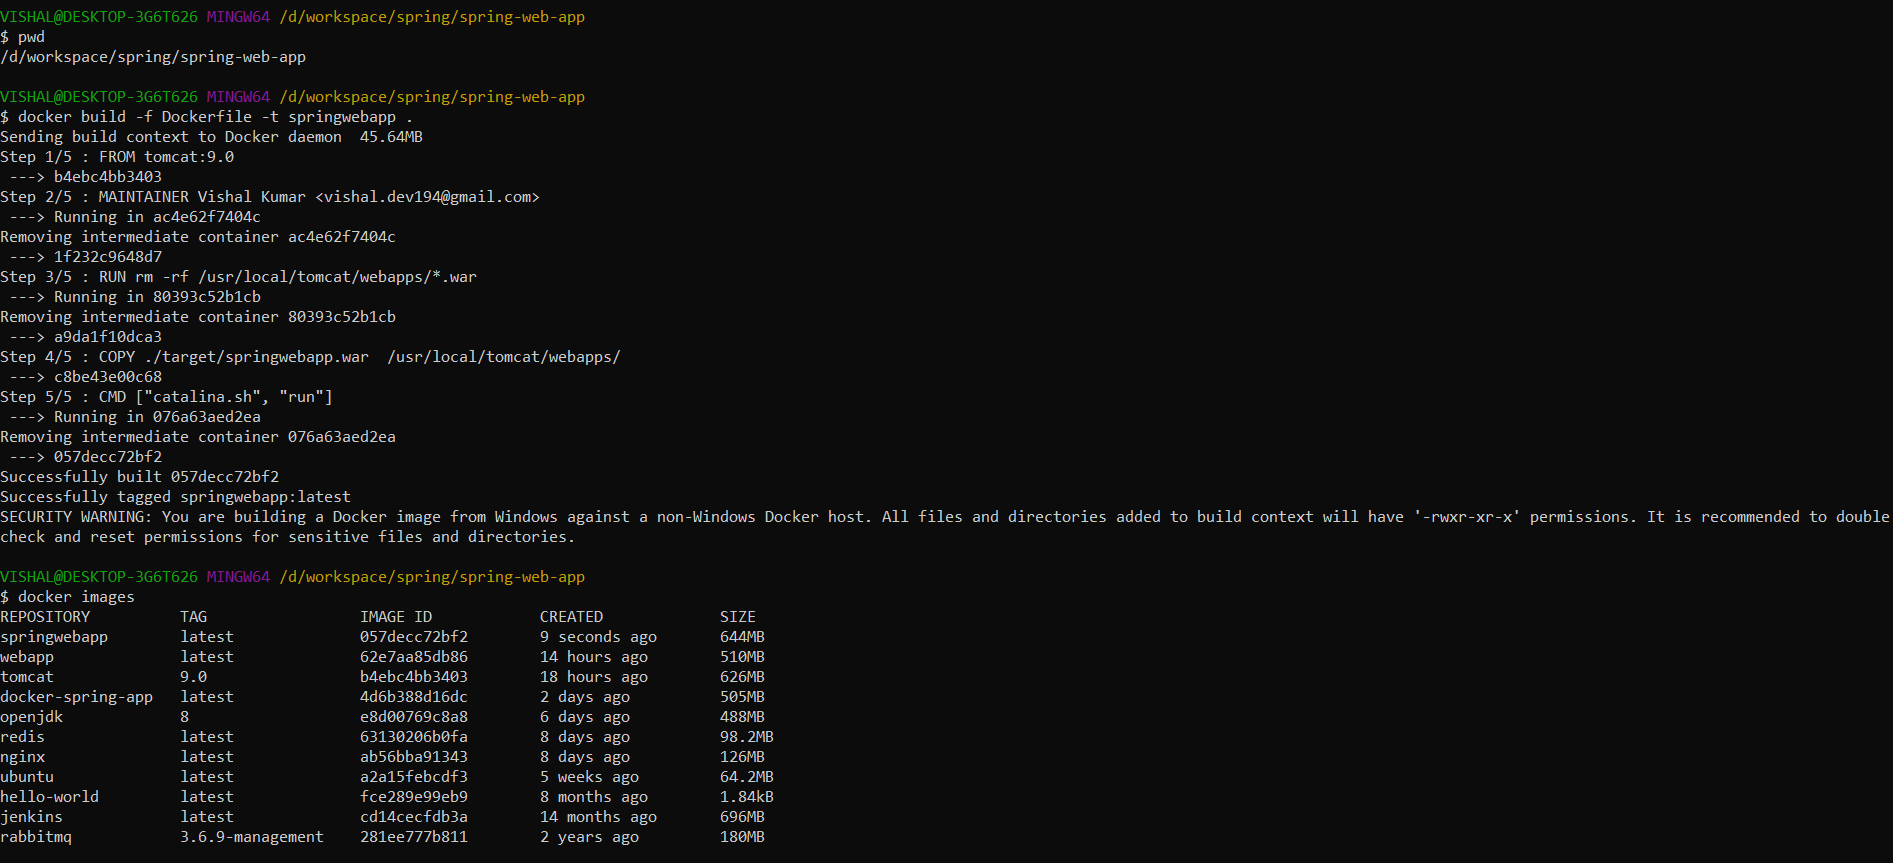 VISHAL@DESKTOP-3G6T626 MINGW64 /d/workspace/spring/spring-web-app
$ pwd
/d/workspace/spring/spring-web-app
VISHAL@DESKTOP-3G6T626 MINGW64 /d/workspace/spring/spring-web-app
$ docker build -f Dockerfile -t springwebapp .
Sending build context to Docker daemon  45.64MB
Step 1/5 : FROM tomcat:9.0
 ---> b4ebc4bb3403
Step 2/5 : MAINTAINER Vishal Kumar <vishal.dev194@gmail.com>
 ---> Running in ac4e62f7404c
Removing intermediate container ac4e62f7404c
 ---> 1f232c9648d7
Step 3/5 : RUN rm -rf /usr/local/tomcat/webapps/*.war
 ---> Running in 80393c52b1cb
Removing intermediate container 80393c52b1cb
 ---> a9da1f10dca3
Step 4/5 : COPY ./target/springwebapp.war  /usr/local/tomcat/webapps/
 ---> c8be43e00c68
Step 5/5 : CMD ["catalina.sh", "run"]
 ---> Running in 076a63aed2ea
Removing intermediate container 076a63aed2ea
 ---> 057decc72bf2
Successfully built 057decc72bf2
Successfully tagged springwebapp:latest
SECURITY WARNING: You are building a Docker image from Windows against a non-Windows Docker host. All files and directories added to build context will have '-rwxr-xr-x' permissions. It is recommended to double
check and reset permissions for sensitive files and directories.
VISHAL@DESKTOP-3G6T626 MINGW64 /d/workspace/spring/spring-web-app
$ docker images
REPOSITORY          TAG                 IMAGE ID            CREATED             SIZE
springwebapp        latest              057decc72bf2        9 seconds ago       644MB
webapp              latest              62e7aa85db86        14 hours ago        510MB
tomcat              9.0                 b4ebc4bb3403        18 hours ago        626MB
docker-spring-app   latest              4d6b388d16dc        2 days ago          505MB
openjdk             8                   e8d00769c8a8        6 days ago          488MB
redis               latest              63130206b0fa        8 days ago          98.2MB
nginx               latest              ab56bba91343        8 days ago          126MB
ubuntu              latest              a2a15febcdf3        5 weeks ago         64.2MB
hello-world         latest              fce289e99eb9        8 months ago        1.84kB
jenkins             latest              cd14cecfdb3a        14 months ago       696MB
rabbitmq            3.6.9-management    281ee777b811        2 years ago         180MB